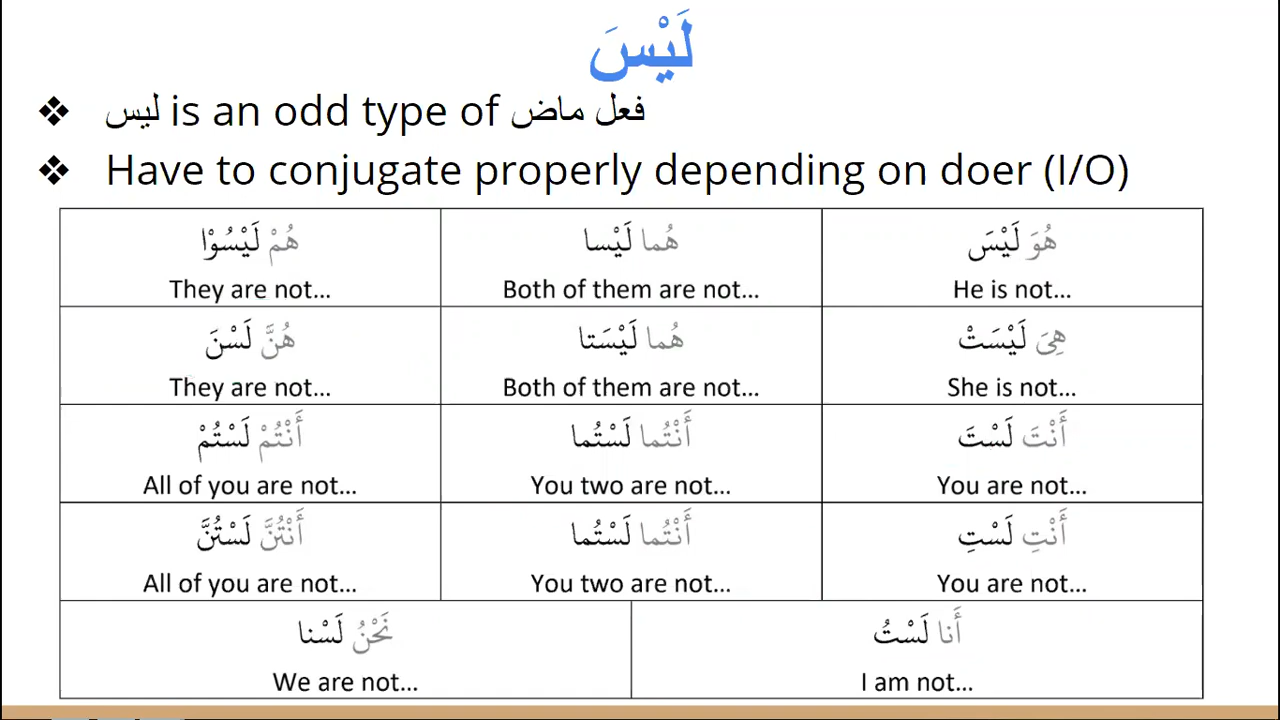 لَيْسَ
❖ ليس is an odd type of فعل ماض
❖ Have to conjugate properly depending on doer (I/O)
هُوَ لَيْسَ
He is not...
هُما لَيْسا
Both of them are not...
هُمْ لَيْسُوْا
They are not...
هِيَ لَيْسَتْ
She is not...
هُما لَيْسَتا
Both of them are not...
هُنَّ لَسْنَ
They are not...
أَنْتَ لَسْتَ
You are not...
أَنْتُما لَسْتُما
You two are not...
أَنْتُمْ لَسْتُمْ
All of you are not...
أَنْتِ لَسْتِ
You are not...
أَنْتُما لَسْتُما
You two are not...
أَنْتُنَّ لَسْتُنَّ
All of you are not...
أَنا لَسْتُ
I am not...
نَحْنُ لَسْنا
We are not...